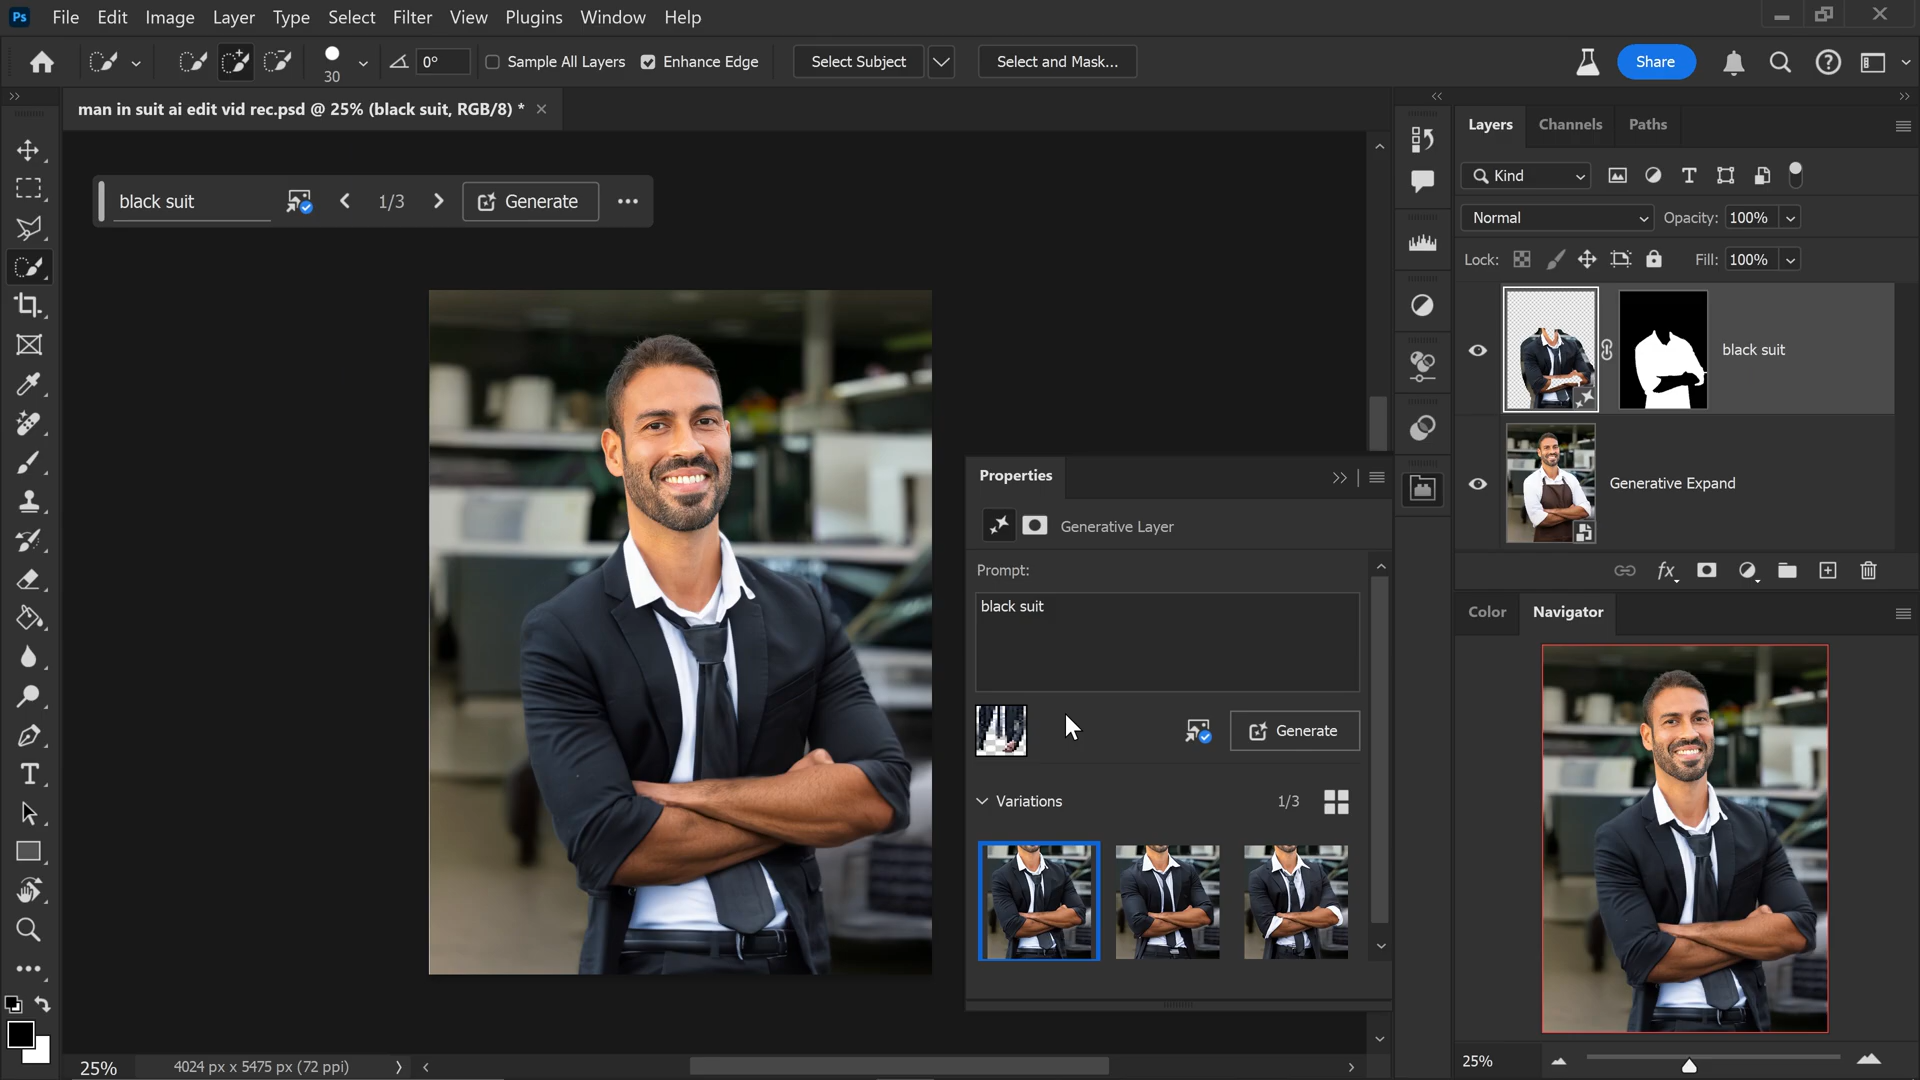 Ps File Edit Image Layer Type Select Filter View Plugins Window Help
30 0° Sample All Layers Enhance Edge Select Subject Select and Mask... Share
man in suit ai edit vid rec.psd @ 25% (black suit, RGB/8) *
black suit 1/3 Generate
Layers Channels Paths
Kind
Normal Opacity: 100%
Lock: Fill: 100%
black suit
Generative Expand
fx
Properties
Generative Layer
Prompt:
black suit
Generate
Variations 1/3
Color Navigator
25%
25% 4024 px x 5475 px (72 ppi)